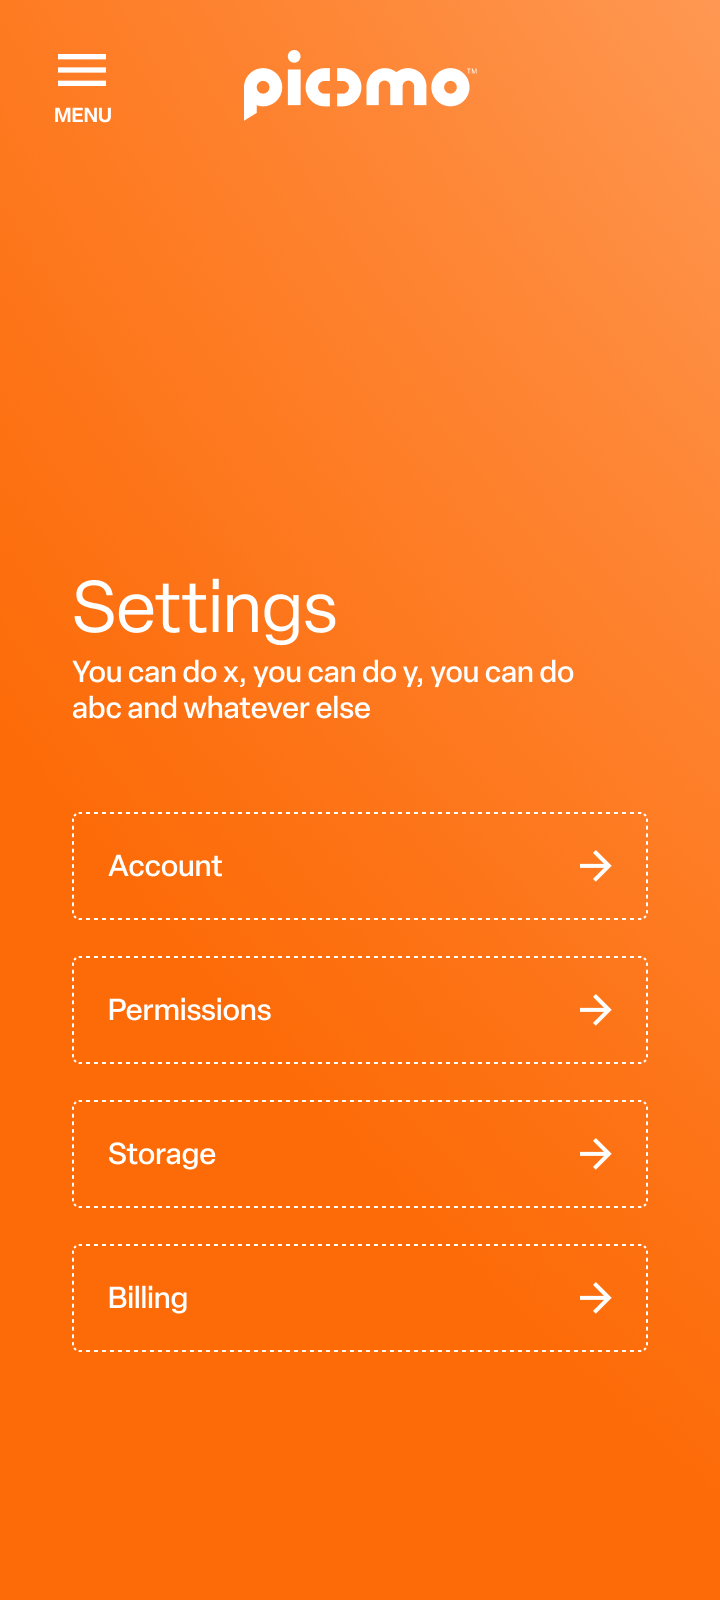 MENU
picomo™
Settings
You can do x, you can do y, you can do
abc and whatever else
Account
Permissions
Storage
Billing